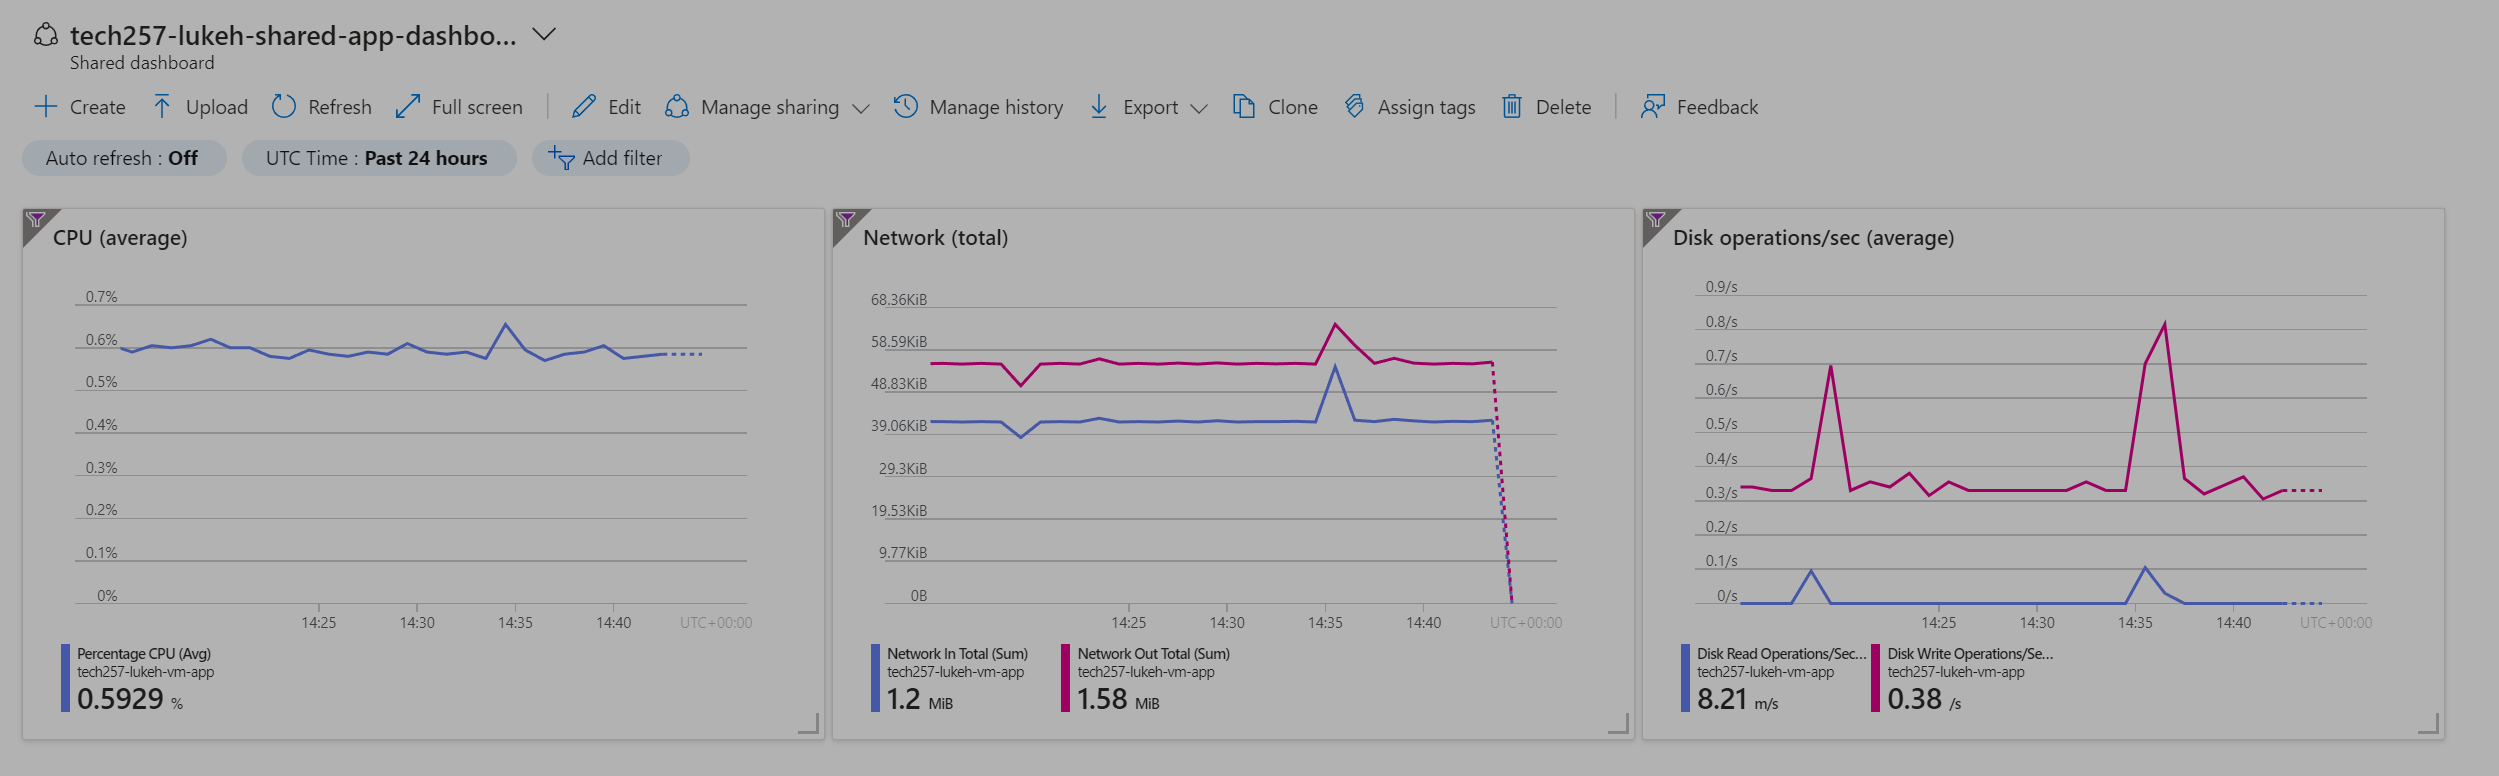 tech257-lukeh-shared-app-dashbo...
Shared dashboard
Create Upload Refresh Full screen Edit Manage sharing Manage history Export Clone Assign tags Delete Feedback
Auto refresh : Off UTC Time : Past 24 hours Add filter
CPU (average)
0.7%
0.6%
0.5%
0.4%
0.3%
0.2%
0.1%
0%
14:25 14:30 14:35 14:40 UTC+00:00
Percentage CPU (Avg)
tech257-lukeh-vm-app
0.5929 %
Network (total)
68.36KiB
58.59KiB
48.83KiB
39.06KiB
29.3KiB
19.53KiB
9.77KiB
0B
14:25 14:30 14:35 14:40 UTC+00:00
Network In Total (Sum) Network Out Total (Sum)
tech257-lukeh-vm-app tech257-lukeh-vm-app
1.2 MiB 1.58 MiB
Disk operations/sec (average)
0.9/s
0.8/s
0.7/s
0.6/s
0.5/s
0.4/s
0.3/s
0.2/s
0.1/s
0/s
14:25 14:30 14:35 14:40 UTC+00:00
Disk Read Operations/Sec... Disk Write Operations/Se...
tech257-lukeh-vm-app tech257-lukeh-vm-app
8.21 m/s 0.38 /s